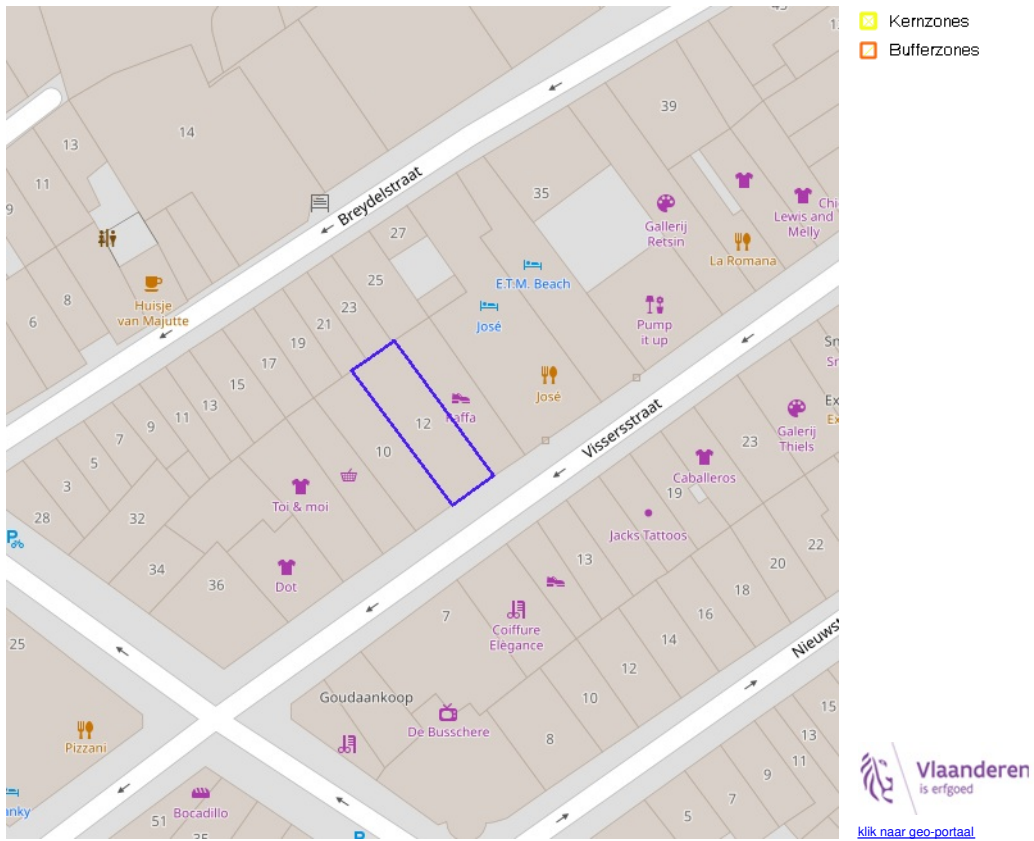 Kernzones
Bufferzones
39
14
13
11
9
Breydelstraat
35
27
Gallerij
Retsin
Lewis and
Melly
La Romana
8
6
Huisje
van Majutte
25
23
21
19
17
15
13
11
9
7
5
3
28
E.T.M. Beach
José
Pump
it up
José
Raffa
12
10
Vissersstraat
Toi & moi
32
34
36
Dot
P
Galerij
Thiels
23
Caballeros
19
Jacks Tattoos
22
20
18
16
14
12
10
8
13
7
Coiffure
Elégance
25
Goudaankoop
De Busschere
Pizzani
Bocadillo
51
35
P
15
13
11
9
7
5
Vlaanderen
is erfgoed
klik naar geo-portaal